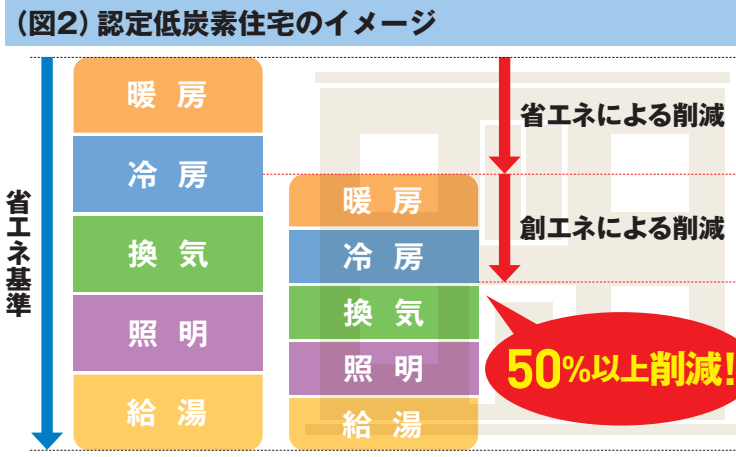 （図2）認定低炭素住宅のイメージ
省エネ基準
暖房
冷房
換気
照明
給湯
暖房
冷房
換気
照明
給湯
省エネによる削減
創エネによる削減
50%以上削減!